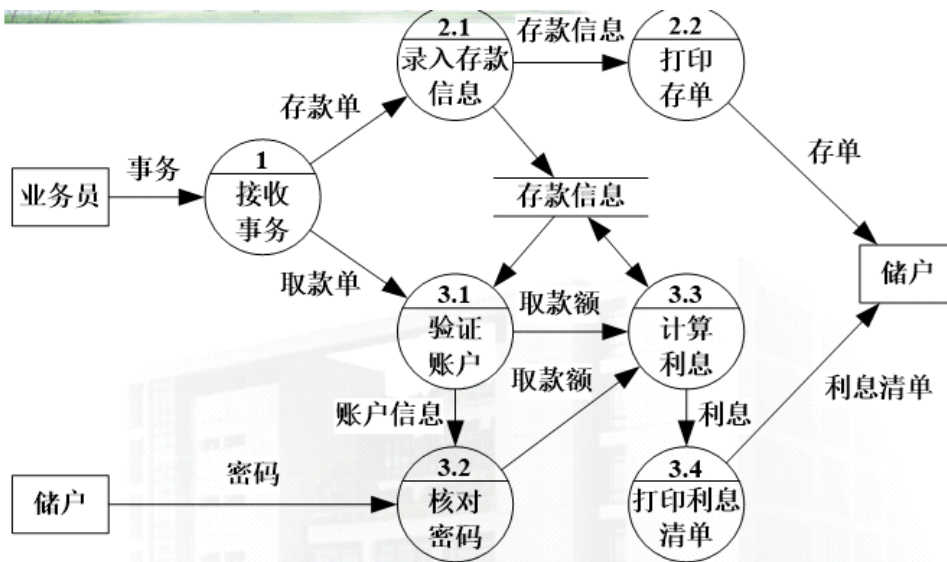 2.1
录入存款
信息
存款信息
2.2
打印
存单
存款单
存单
业务员
事务
1
接收
事务
存款信息
储户
取款单
3.1
验证
账户
取款额
3.3
计算
利息
取款额
账户信息
利息
利息清单
储户
密码
3.2
核对
密码
3.4
打印利息
清单